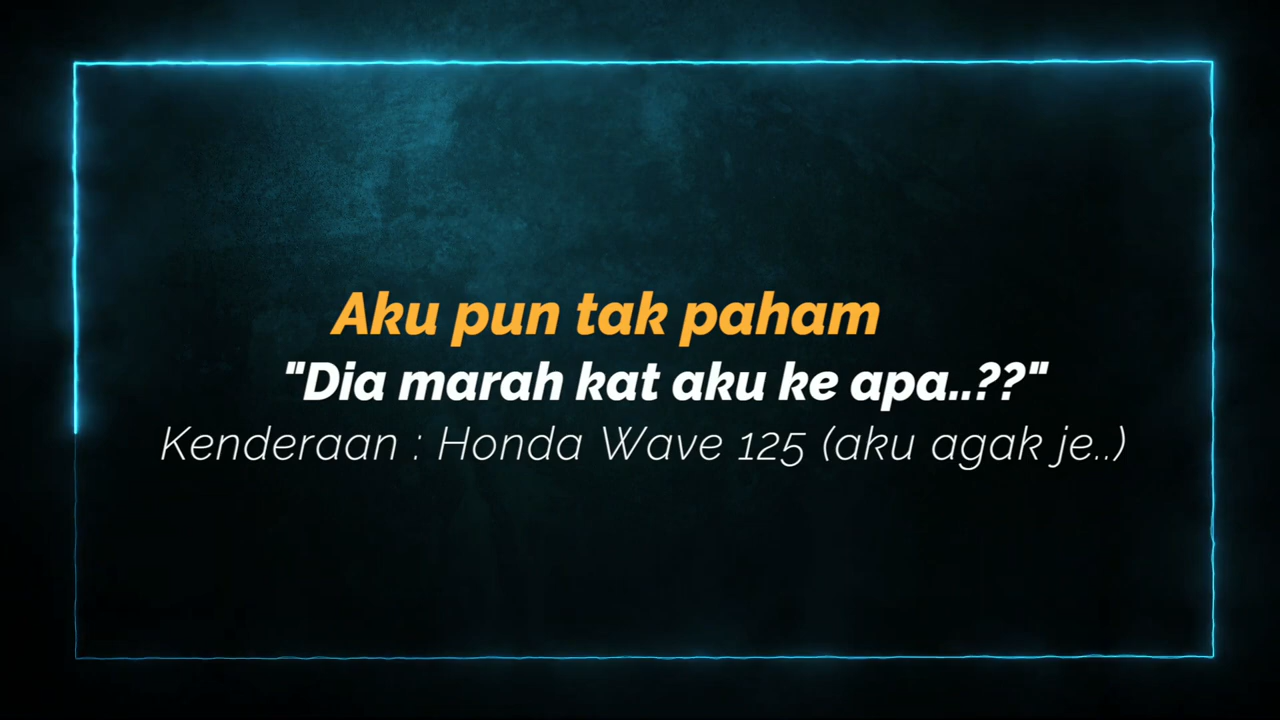 Aku pun tak paham
"Dia marah kat aku ke apa..??"
Kenderaan : Honda Wave 125 (aku agak je..)